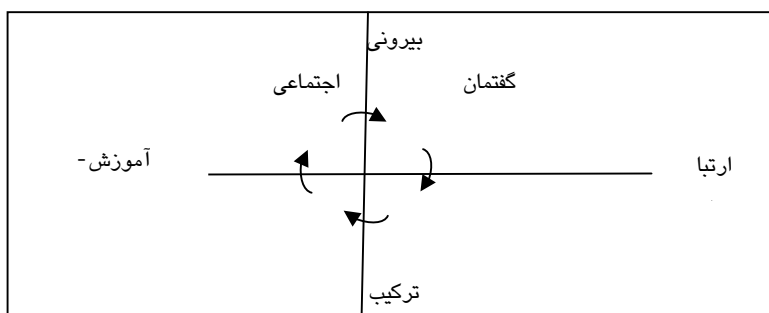 بیرونی
گفتمان
اجتماعی
ارتبا
آموزش-
ترکیب